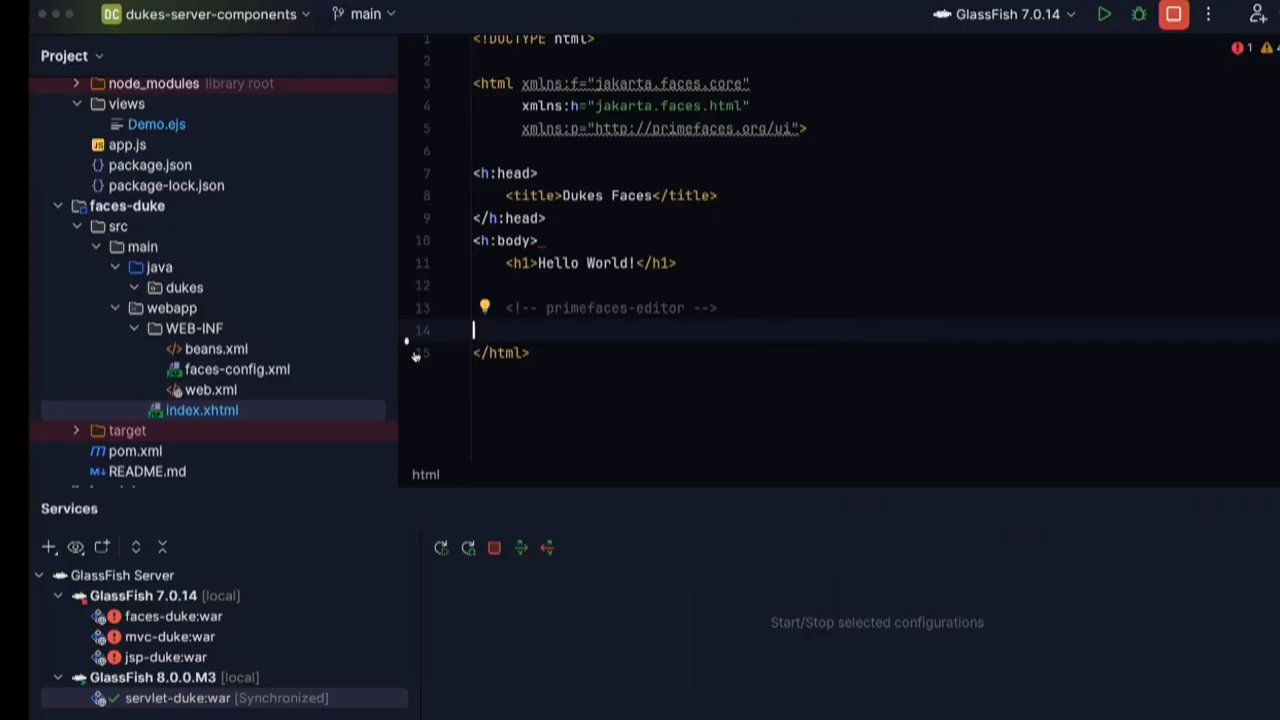 DC dukes-server-components main GlassFish 7.0.14
Project
node_modules library root
views
Demo.ejs
JS app.js
{} package.json
{} package-lock.json
faces-duke
src
main
java
dukes
webapp
WEB-INF
</> beans.xml
faces-config.xml
web.xml
index.xhtml
target
m pom.xml
M↓ README.md
1 <!DOCTYPE html>
2
3 <html xmlns:f="jakarta.faces.core"
4 xmlns:h="jakarta.faces.html"
5 xmlns:p="http://primefaces.org/ui">
6
7 <h:head>
8 <title>Dukes Faces</title>
9 </h:head>
10 <h:body>
11 <h1>Hello World!</h1>
12
13 <!-- primefaces-editor -->
14
15 </html>
1 4
html
Services
GlassFish Server
GlassFish 7.0.14 [local]
faces-duke:war
mvc-duke:war
jsp-duke:war
GlassFish 8.0.0.M3 [local]
servlet-duke:war [Synchronized]
Start/Stop selected configurations